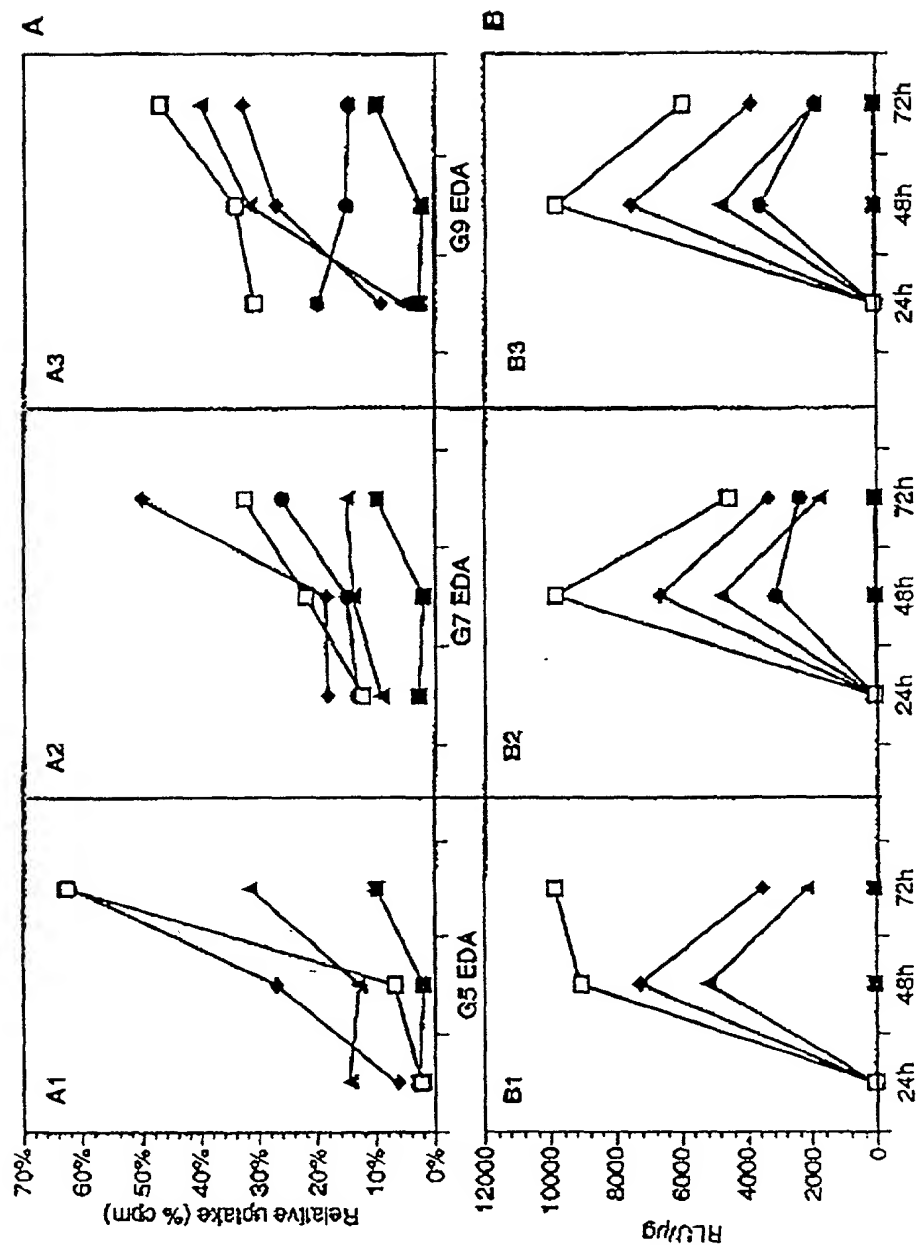 A
A1
A2
A3
70%
60%
50%
40%
30%
20%
10%
0%
Relative uptake (% cpm)
G5 EDA
G7 EDA
G9 EDA
B
B1
B2
B3
12000
10000
8000
6000
4000
2000
0
RLU/µg
24h
48h
72h
24h
48h
72h
24h
48h
72h